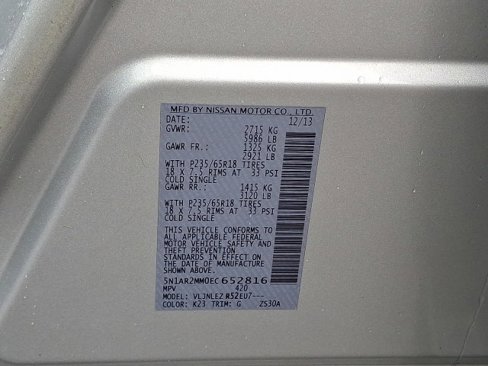 MFD BY NISSAN MOTOR CO., LTD.
DATE: 12/13
GVWR: 2715 KG
5986 LB
GAWR FR.: 1325 KG
2921 LB
WITH P235/65R18 TIRES
18 X 7.5 RIMS AT 33 PSI
COLD SINGLE
GAWR RR.: 1415 KG
3120 LB
WITH P235/65R18 TIRES
18 X 7.5 RIMS AT 33 PSI
COLD SINGLE
THIS VEHICLE CONFORMS TO
ALL APPLICABLE FEDERAL
MOTOR VEHICLE SAFETY AND
THEFT PREVENTION
STANDARDS IN EFFECT ON
THE DATE OF MANUFACTURE
SHOWN ABOVE.
5N1AR2MM0EC652816
MPV 420
MODEL:
COLOR: K23 TRIM: G ZS30A